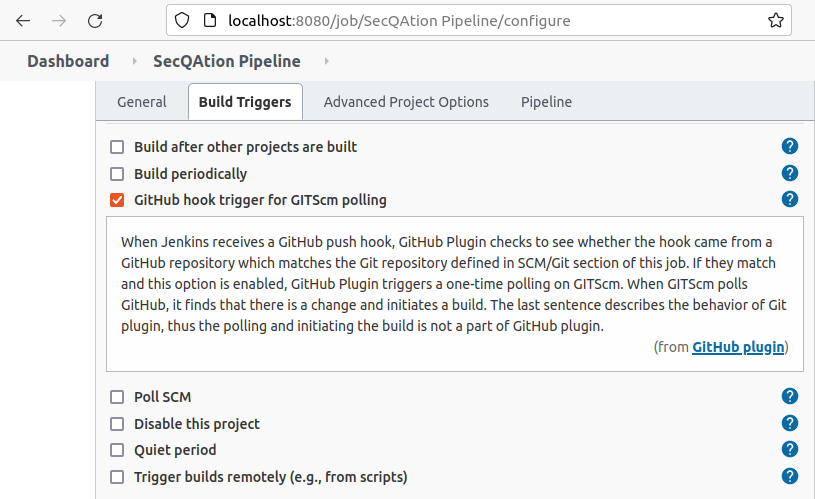 localhost:8080/job/SecQAtion Pipeline/configure
Dashboard SecQAtion Pipeline
General Build Triggers Advanced Project Options Pipeline
Build after other projects are built ?
Build periodically ?
GitHub hook trigger for GITScm polling ?
When Jenkins receives a GitHub push hook, GitHub Plugin checks to see whether the hook came from a
GitHub repository which matches the Git repository defined in SCM/Git section of this job. If they match
and this option is enabled, GitHub Plugin triggers a one-time polling on GITScm. When GITScm polls
GitHub, it finds that there is a change and initiates a build. The last sentence describes the behavior of Git
plugin, thus the polling and initiating the build is not a part of GitHub plugin.
(from GitHub plugin)
Poll SCM ?
Disable this project ?
Quiet period ?
Trigger builds remotely (e.g., from scripts) ?